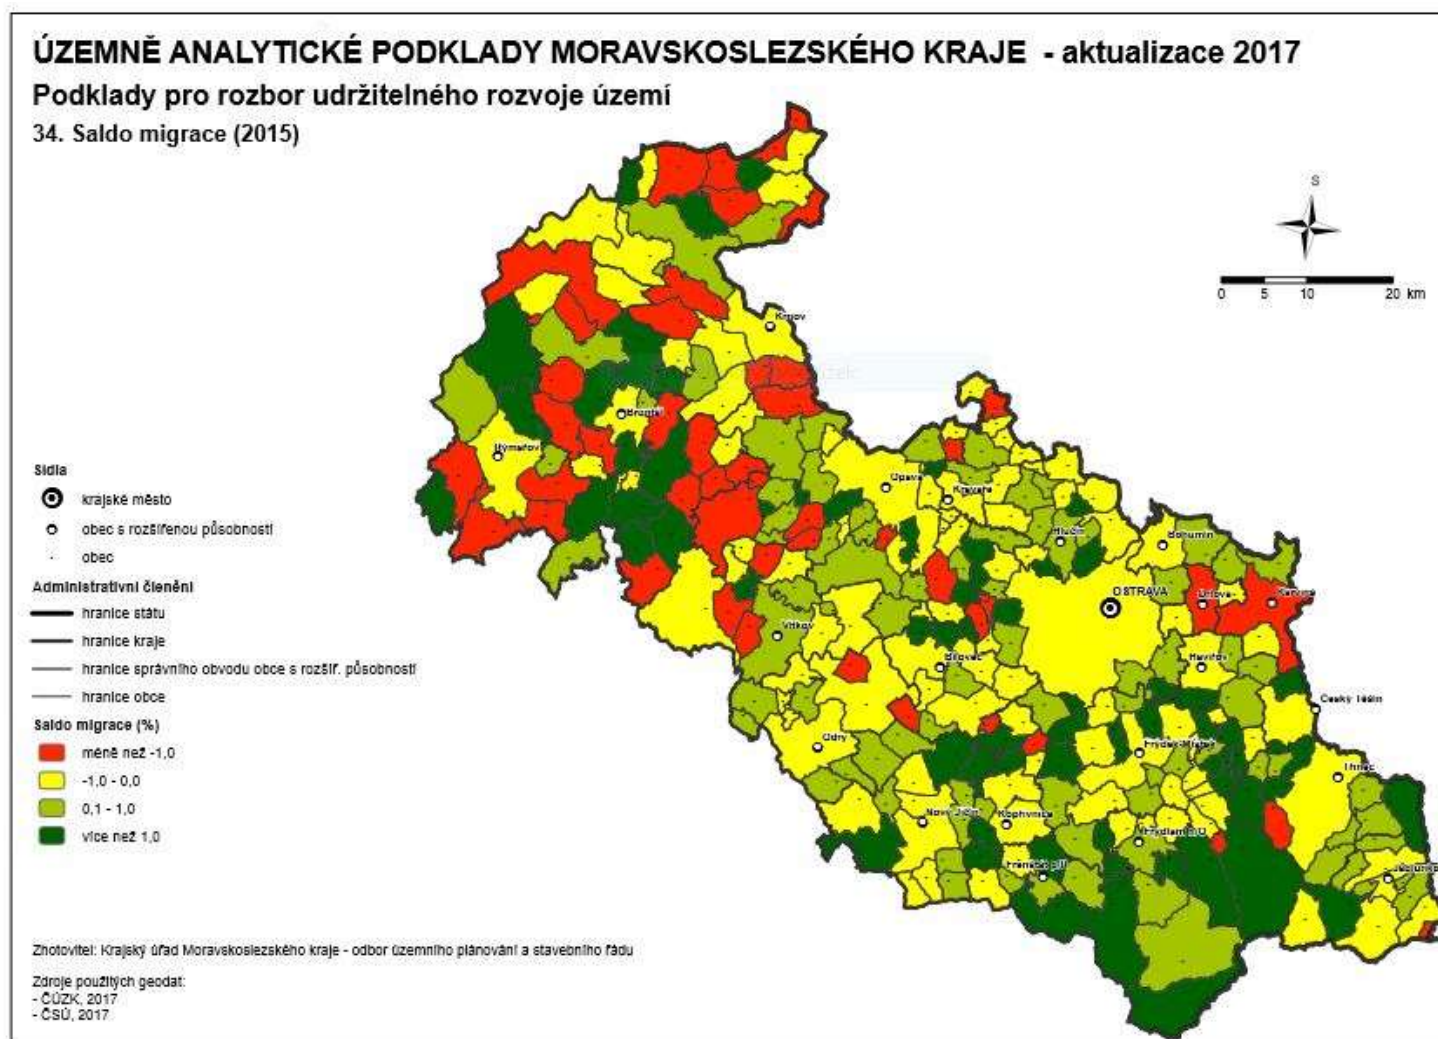 ÚZEMNĚ ANALYTICKÉ PODKLADY MORAVSKOSLEZSKÉHO KRAJE - aktualizace 2017
Podklady pro rozbor udržitelného rozvoje území
34. Saldo migrace (2015)
S
0 5 10 20 km
Krnov
Bruntál
Rýmařov
Opava
Kravaře
Hlučín
Bohumín
OSTRAVA
Orlová
Karviná
Vítkov
Bílovec
Havířov
Český Těšín
Odry
Frýdek-Místek
Třinec
Nový Jičín
Kopřivnice
Frýdlant n/O
Frenštát p/R
Jablunko
Sídla
krajské město
obec s rozšířenou působností
obec
Administrativní členění
hranice státu
hranice kraje
hranice správního obvodu obce s rozšíř. působností
hranice obce
Saldo migrace (%)
méně než -1,0
-1,0 - 0,0
0,1 - 1,0
více než 1,0
Zhotovitel: Krajský úřad Moravskoslezského kraje - odbor územního plánování a stavebního řádu
Zdroje použitých geodat:
- ČÚZK, 2017
- ČSÚ, 2017